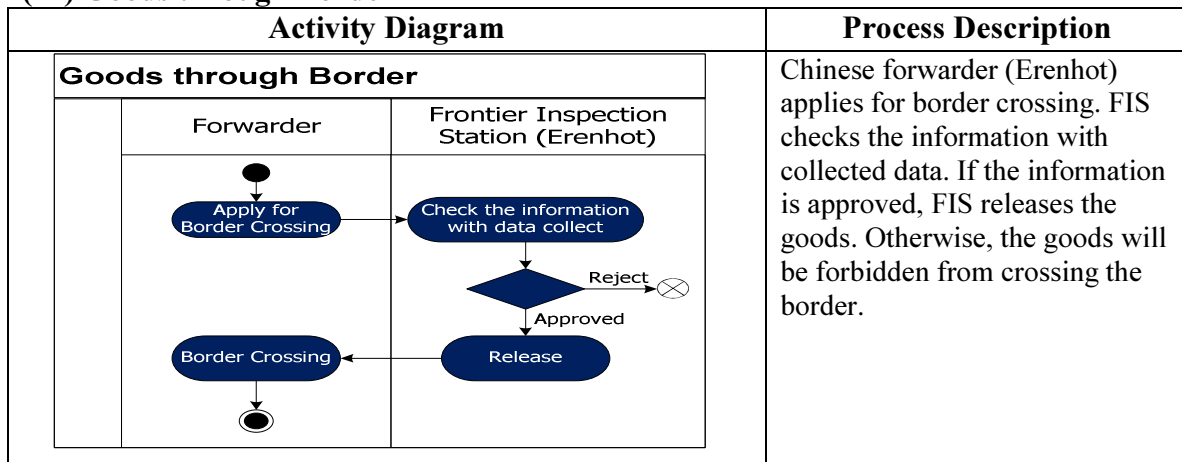 Activity Diagram
Process Description
Goods through Border
Forwarder
Frontier Inspection
Station (Erenhot)
Apply for
Border Crossing
Check the information
with data collect
Reject
Approved
Border Crossing
Release
Chinese forwarder (Erenhot)
applies for border crossing. FIS
checks the information with
collected data. If the information
is approved, FIS releases the
goods. Otherwise, the goods will
be forbidden from crossing the
border.